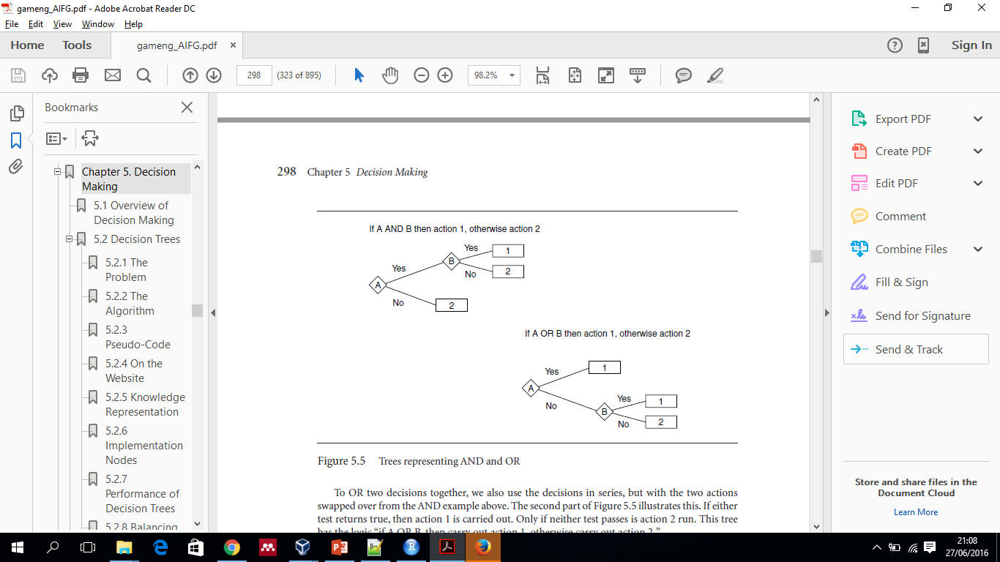 gameng_AIFG.pdf - Adobe Acrobat Reader DC
File Edit View Window Help
Home Tools gameng_AIFG.pdf × Sign In
298 (323 of 895) 98.2%
Bookmarks
Chapter 5. Decision
Making
5.1 Overview of
Decision Making
5.2 Decision Trees
5.2.1 The
Problem
5.2.2 The
Algorithm
5.2.3
Pseudo-Code
5.2.4 On the
Website
5.2.5 Knowledge
Representation
5.2.6
Implementation
Nodes
5.2.7
Performance of
Decision Trees
5.2.8 Balancing
298 Chapter 5 Decision Making
If A AND B then action 1, otherwise action 2
Yes
1
B
Yes
No
2
A
No
2
If A OR B then action 1, otherwise action 2
Yes
1
A
No
Yes
1
B
No
2
Figure 5.5 Trees representing AND and OR
To OR two decisions together, we also use the decisions in series, but with the two actions
swapped over from the AND example above. The second part of Figure 5.5 illustrates this. If either
test returns true, then action 1 is carried out. Only if neither test passes is action 2 run. This tree
has the logic “if A OR B, then carry out action 1, otherwise carry out action 2.”
Export PDF
Create PDF
Edit PDF
Comment
Combine Files
Fill & Sign
Send for Signature
Send & Track
Store and share files in the
Document Cloud
Learn More
21:08
27/06/2016